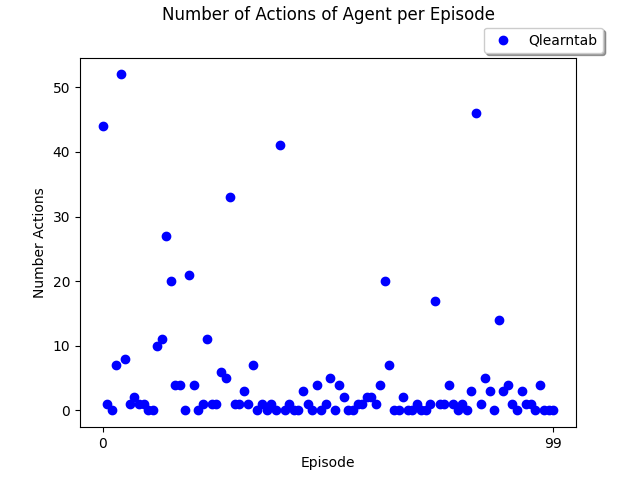 Number of Actions of Agent per Episode
Qlearntab
50
40
30
20
10
0
Number Actions
0 99
Episode